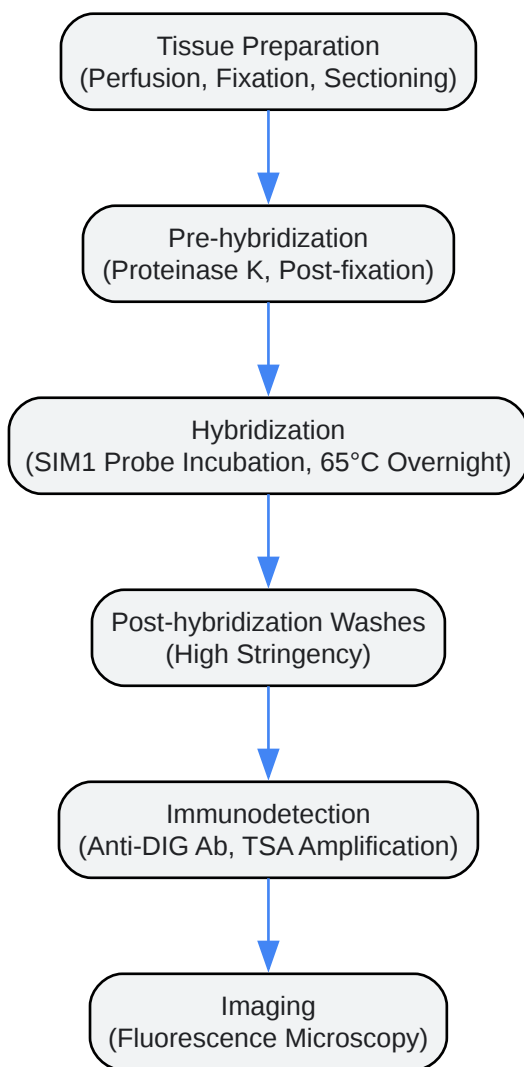 Tissue Preparation
(Perfusion, Fixation, Sectioning)
Pre-hybridization
(Proteinase K, Post-fixation)
Hybridization
(SIM1 Probe Incubation, 65°C Overnight)
Post-hybridization Washes
(High Stringency)
Immunodetection
(Anti-DIG Ab, TSA Amplification)
Imaging
(Fluorescence Microscopy)